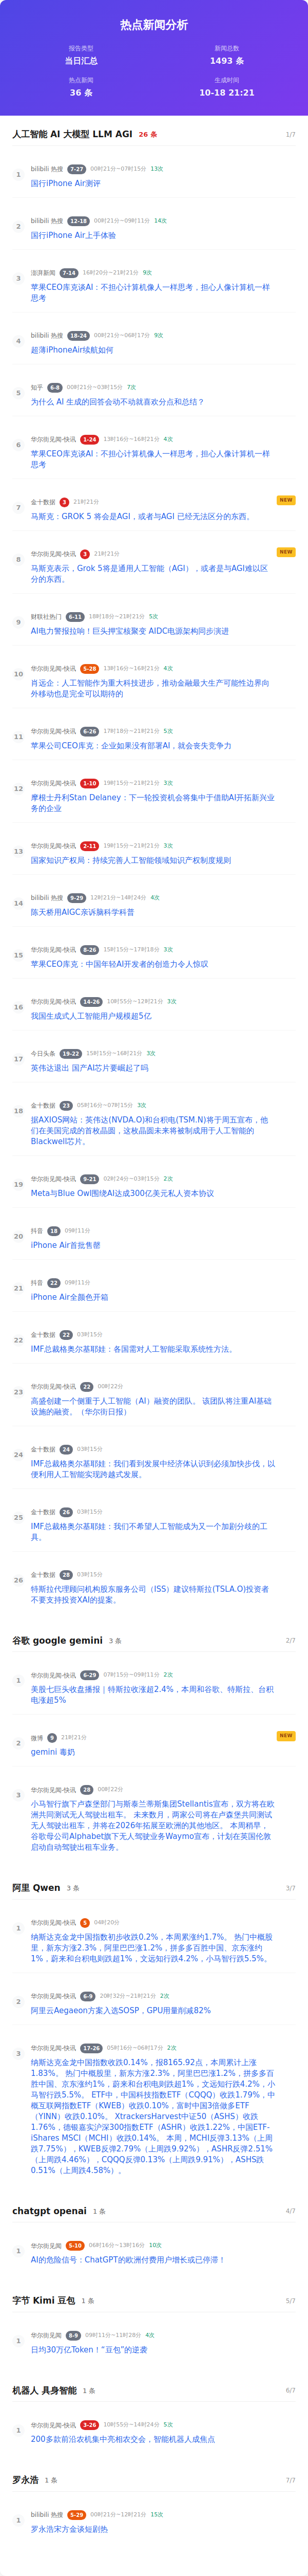 热点新闻分析
报告类型
新闻总数
当日汇总
1493 条
热点新闻
生成时间
36 条
10-18 21:21
人工智能 AI 大模型 LLM AGI 26 条 1/7
1
bilibili 热搜 7-27 00时21分~07时15分 13次
国行iPhone Air测评
2
bilibili 热搜 12-18 00时21分~09时11分 14次
国行iPhone Air上手体验
3
澎湃新闻 7-14 16时20分~21时21分 9次
苹果CEO库克谈AI：不担心计算机像人一样思考，担心人像计算机一样
思考
4
bilibili 热搜 18-24 00时21分~06时17分 9次
超薄iPhoneAir续航如何
5
知乎 6-8 00时21分~03时15分 7次
为什么 AI 生成的回答会动不动就喜欢分点和总结？
6
华尔街见闻-快讯 1-24 13时16分~16时21分 4次
苹果CEO库克谈AI：不担心计算机像人一样思考，担心人像计算机一样
思考
7
金十数据 3 21时21分 NEW
马斯克：GROK 5 将会是AGI，或者与AGI 已经无法区分的东西。
8
华尔街见闻-快讯 3 21时21分 NEW
马斯克表示，Grok 5将是通用人工智能（AGI），或者是与AGI难以区
分的东西。
9
财联社热门 6-11 18时18分~21时21分 5次
AI电力警报拉响！巨头押宝核聚变 AIDC电源架构同步演进
10
华尔街见闻-快讯 5-28 13时16分~16时21分 4次
肖远企：人工智能作为重大科技进步，推动金融最大生产可能性边界向
外移动也是完全可以期待的
11
华尔街见闻-快讯 6-26 17时18分~21时21分 5次
苹果公司CEO库克：企业如果没有部署AI，就会丧失竞争力
12
华尔街见闻-快讯 1-10 19时15分~21时21分 3次
摩根士丹利Stan Delaney：下一轮投资机会将集中于借助AI开拓新兴业
务的企业
13
华尔街见闻-快讯 2-11 19时15分~21时21分 3次
国家知识产权局：持续完善人工智能领域知识产权制度规则
14
bilibili 热搜 9-29 12时21分~14时24分 4次
陈天桥用AIGC亲诉脑科学科普
15
华尔街见闻-快讯 8-26 15时15分~17时18分 3次
苹果CEO库克：中国年轻AI开发者的创造力令人惊叹
16
华尔街见闻-快讯 14-26 10时55分~12时21分 3次
我国生成式人工智能用户规模超5亿
17
今日头条 19-22 15时15分~16时21分 3次
英伟达退出 国产AI芯片要崛起了吗
18
金十数据 23 05时16分~07时15分 3次
据AXIOS网站：英伟达(NVDA.O)和台积电(TSM.N)将于周五宣布，他
们在美国完成的首枚晶圆，这枚晶圆未来将被制成用于人工智能的
Blackwell芯片。
19
华尔街见闻-快讯 9-21 02时24分~03时15分 2次
Meta与Blue Owl围绕AI达成300亿美元私人资本协议
20
抖音 18 09时11分
iPhone Air首批售罄
21
抖音 22 09时11分
iPhone Air全颜色开箱
22
金十数据 22 03时15分
IMF总裁格奥尔基耶娃：各国需对人工智能采取系统性方法。
23
华尔街见闻-快讯 22 00时22分
高盛创建一个侧重于人工智能（AI）融资的团队。 该团队将注重AI基础
设施的融资。（华尔街日报）
24
金十数据 24 03时15分
IMF总裁格奥尔基耶娃：我们看到发展中经济体认识到必须加快步伐，以
便利用人工智能实现跨越式发展。
25
金十数据 26 03时15分
IMF总裁格奥尔基耶娃：我们不希望人工智能成为又一个加剧分歧的工
具。
26
金十数据 28 03时15分
特斯拉代理顾问机构股东服务公司（ISS）建议特斯拉(TSLA.O)投资者
不要支持投资XAI的提案。
谷歌 google gemini 3 条 2/7
1
华尔街见闻-快讯 6-29 07时15分~09时11分 2次
美股七巨头收盘播报｜特斯拉收涨超2.4%，本周和谷歌、特斯拉、台积
电涨超5%
2
微博 9 21时21分 NEW
gemini 毒奶
3
华尔街见闻-快讯 28 00时22分
小马智行旗下卢森堡部门与斯泰兰蒂斯集团Stellantis宣布，双方将在欧
洲共同测试无人驾驶出租车。 未来数月，两家公司将在卢森堡共同测试
无人驾驶出租车，并将在2026年拓展至欧洲的其他地区。 本周稍早，
谷歌母公司Alphabet旗下无人驾驶业务Waymo宣布，计划在英国伦敦
启动自动驾驶出租车业务。
阿里 Qwen 3 条 3/7
1
华尔街见闻-快讯 5 04时20分
纳斯达克金龙中国指数初步收跌0.2%，本周累涨约1.7%。 热门中概股
里，新东方涨2.3%，阿里巴巴涨1.2%，拼多多百胜中国、京东涨约
1%，蔚来和台积电则跌超1%，文远知行跌4.2%，小马智行跌5.5%。
2
华尔街见闻-快讯 6-9 20时32分~21时21分 2次
阿里云Aegaeon方案入选SOSP，GPU用量削减82%
3
华尔街见闻-快讯 17-26 05时16分~06时17分 2次
纳斯达克金龙中国指数收跌0.14%，报8165.92点，本周累计上涨
1.83%。 热门中概股里，新东方涨2.3%，阿里巴巴涨1.2%，拼多多百
胜中国、京东涨约1%，蔚来和台积电则跌超1%，文远知行跌4.2%，小
马智行跌5.5%。 ETF中，中国科技指数ETF（CQQQ）收跌1.79%，中
概互联网指数ETF（KWEB）收跌0.10%，富时中国3倍做多ETF
（YINN）收跌0.10%。 XtrackersHarvest中证50（ASHS）收跌
1.76%，德银嘉实沪深300指数ETF（ASHR）收跌1.22%，中国ETF-
iShares MSCI（MCHI）收跌0.14%。 本周，MCHI反弹3.13%（上周
跌7.75%），KWEB反弹2.79%（上周跌9.92%），ASHR反弹2.51%
（上周跌4.46%），CQQQ反弹0.13%（上周跌9.91%），ASHS跌
0.51%（上周跌4.58%）。
chatgpt openai 1 条 4/7
1
华尔街见闻 5-10 06时16分~13时16分 10次
AI的危险信号：ChatGPT的欧洲付费用户增长或已停滞！
字节 Kimi 豆包 1 条 5/7
1
华尔街见闻 8-9 09时11分~11时28分 4次
日均30万亿Token！“豆包”的逆袭
机器人 具身智能 1 条 6/7
1
华尔街见闻-快讯 3-26 10时55分~14时24分 5次
200多款前沿农机集中亮相农交会，智能机器人成焦点
罗永浩 1 条 7/7
1
bilibili 热搜 5-29 00时21分~12时21分 15次
罗永浩宋方金谈短剧热